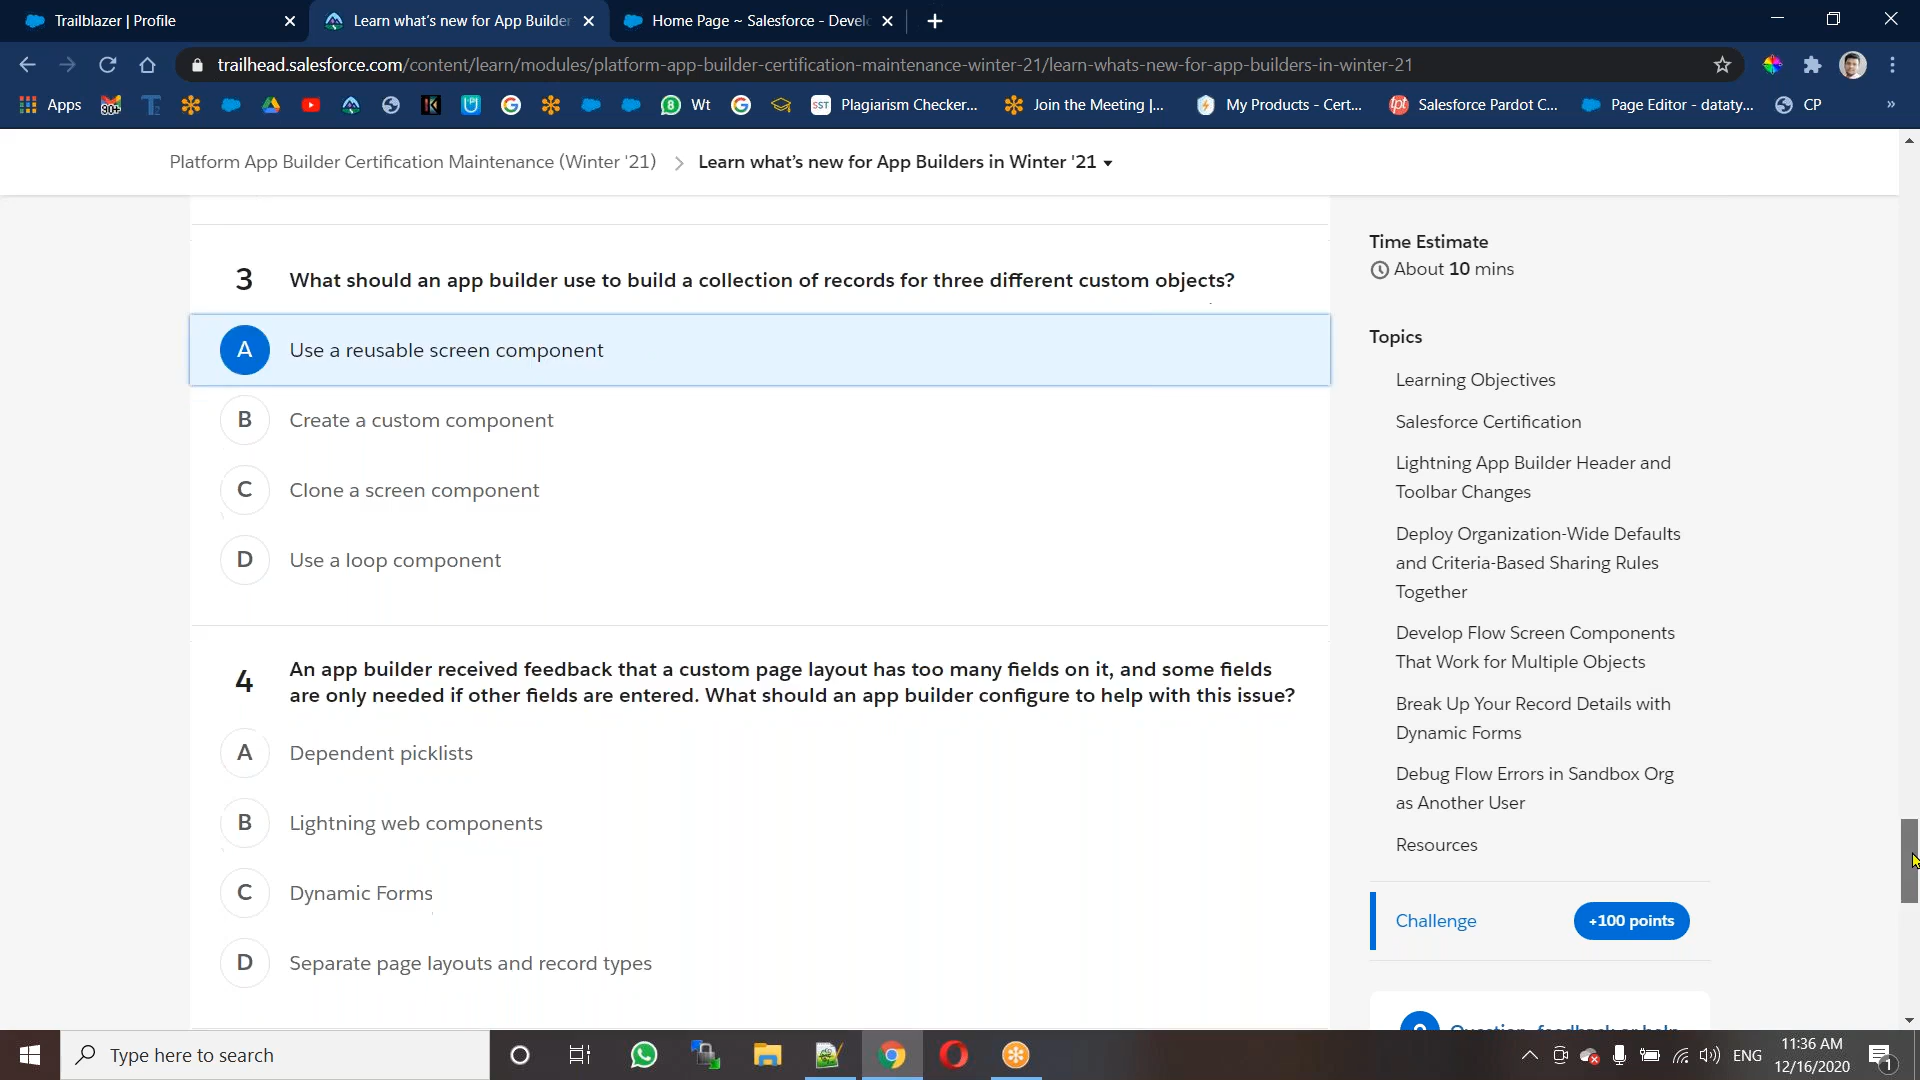 Trailblazer | Profile
Learn what's new for App Builder
Home Page ~ Salesforce - Devel
trailhead.salesforce.com/content/learn/modules/platform-app-builder-certification-maintenance-winter-21/learn-whats-new-for-app-builders-in-winter-21
Apps
Wt
Plagiarism Checker...
Join the Meeting |...
My Products - Cert...
Salesforce Pardot C...
Page Editor - dataty...
CP
»
Platform App Builder Certification Maintenance (Winter '21)
Learn what's new for App Builders in Winter '21
3 What should an app builder use to build a collection of records for three different custom objects?
A Use a reusable screen component
B Create a custom component
C Clone a screen component
D Use a loop component
4 An app builder received feedback that a custom page layout has too many fields on it, and some fields
are only needed if other fields are entered. What should an app builder configure to help with this issue?
A Dependent picklists
B Lightning web components
C Dynamic Forms
D Separate page layouts and record types
Time Estimate
About 10 mins
Topics
Learning Objectives
Salesforce Certification
Lightning App Builder Header and
Toolbar Changes
Deploy Organization-Wide Defaults
and Criteria-Based Sharing Rules
Together
Develop Flow Screen Components
That Work for Multiple Objects
Break Up Your Record Details with
Dynamic Forms
Debug Flow Errors in Sandbox Org
as Another User
Resources
Challenge
+100 points
Type here to search
ENG
11:36 AM
12/16/2020
1